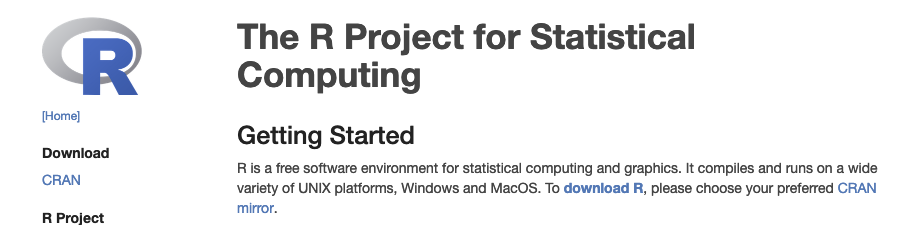 R
[Home]
Download
CRAN
R Project
The R Project for Statistical
Computing
Getting Started
R is a free software environment for statistical computing and graphics. It compiles and runs on a wide
variety of UNIX platforms, Windows and MacOS. To download R, please choose your preferred CRAN
mirror.